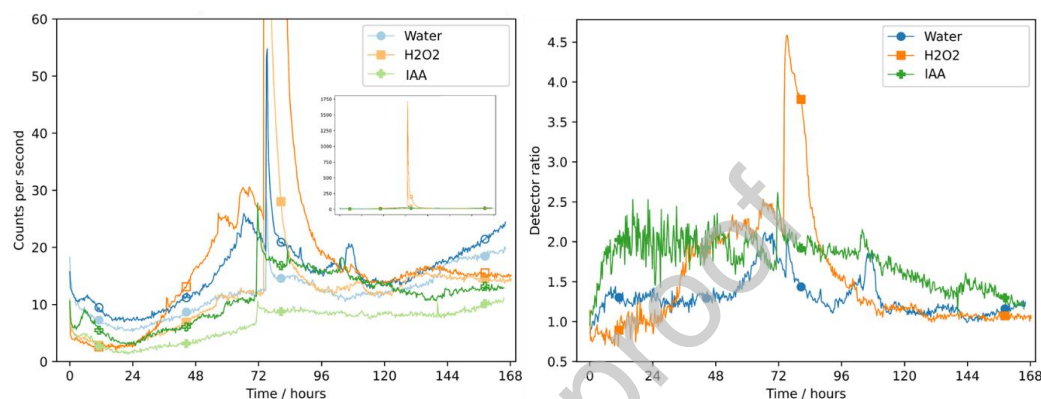 60
50
40
30
20
10
0
Counts per second
0 24 48 72 96 120 144 168
Time / hours
Water
H2O2
IAA
1750
1500
1250
1000
750
500
250
0
4.5
4.0
3.5
3.0
2.5
2.0
1.5
1.0
0.5
Detector ratio
0 24 48 72 96 120 144 168
Time / hours
Water
H2O2
IAA
proof